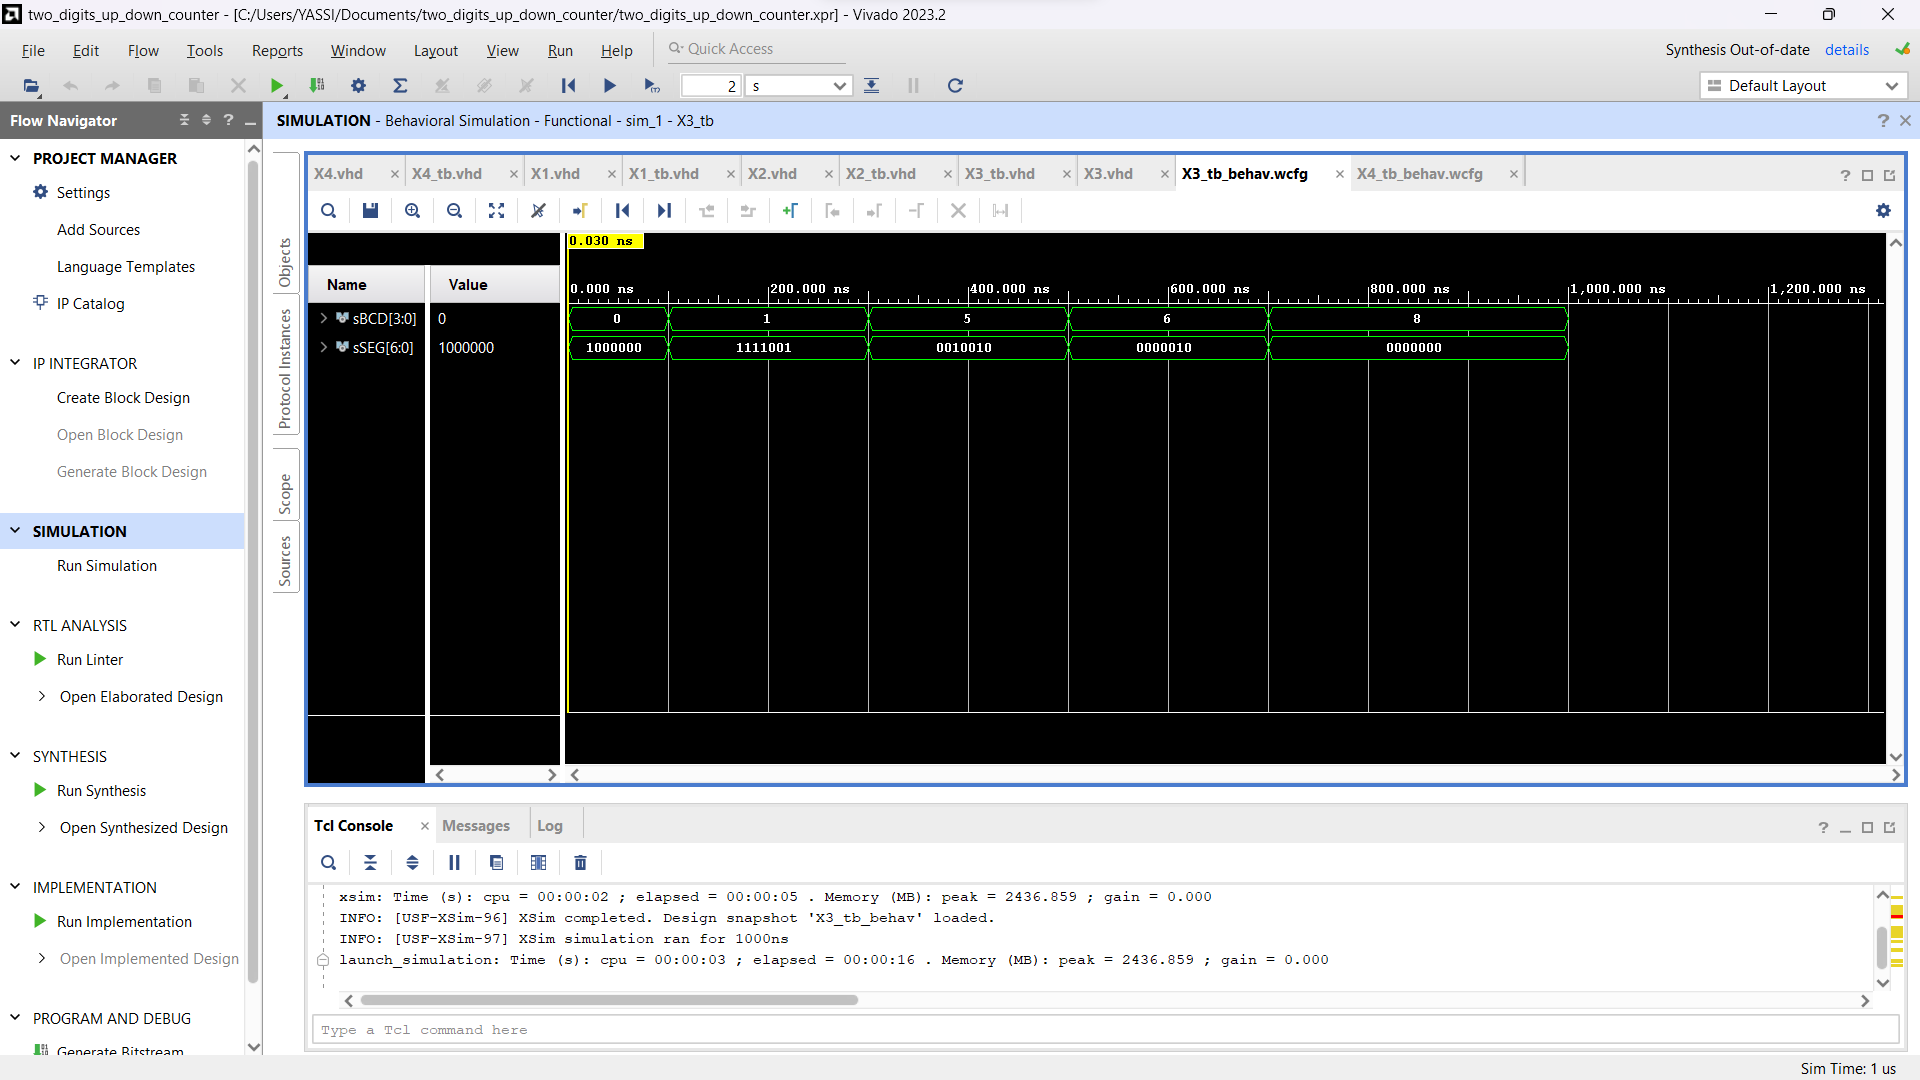 two_digits_up_down_counter - [C:/Users/YASSI/Documents/two_digits_up_down_counter/two_digits_up_down_counter.xpr] - Vivado 2023.2
File Edit Flow Tools Reports Window Layout View Run Help Quick Access
Synthesis Out-of-date details
2 s
Default Layout
Flow Navigator
PROJECT MANAGER
Settings
Add Sources
Language Templates
IP Catalog
IP INTEGRATOR
Create Block Design
Open Block Design
Generate Block Design
SIMULATION
Run Simulation
RTL ANALYSIS
Run Linter
Open Elaborated Design
SYNTHESIS
Run Synthesis
Open Synthesized Design
IMPLEMENTATION
Run Implementation
Open Implemented Design
PROGRAM AND DEBUG
Generate Bitstream
SIMULATION - Behavioral Simulation - Functional - sim_1 - X3_tb
Objects
Protocol Instances
Scope
Sources
X4.vhd X4_tb.vhd X1.vhd X1_tb.vhd X2.vhd X2_tb.vhd X3_tb.vhd X3.vhd X3_tb_behav.wcfg X4_tb_behav.wcfg
0.030 ns
Name Value
0.000 ns 200.000 ns 400.000 ns 600.000 ns 800.000 ns 1,000.000 ns 1,200.000 ns
sBCD[3:0] 0 0 1 5 6 8
sSEG[6:0] 1000000 1000000 1111001 0010010 0000010 0000000
Tcl Console Messages Log
xsim: Time (s): cpu = 00:00:02 ; elapsed = 00:00:05 . Memory (MB): peak = 2436.859 ; gain = 0.000
INFO: [USF-XSim-96] XSim completed. Design snapshot 'X3_tb_behav' loaded.
INFO: [USF-XSim-97] XSim simulation ran for 1000ns
launch_simulation: Time (s): cpu = 00:00:03 ; elapsed = 00:00:16 . Memory (MB): peak = 2436.859 ; gain = 0.000
Type a Tcl command here
Sim Time: 1 us